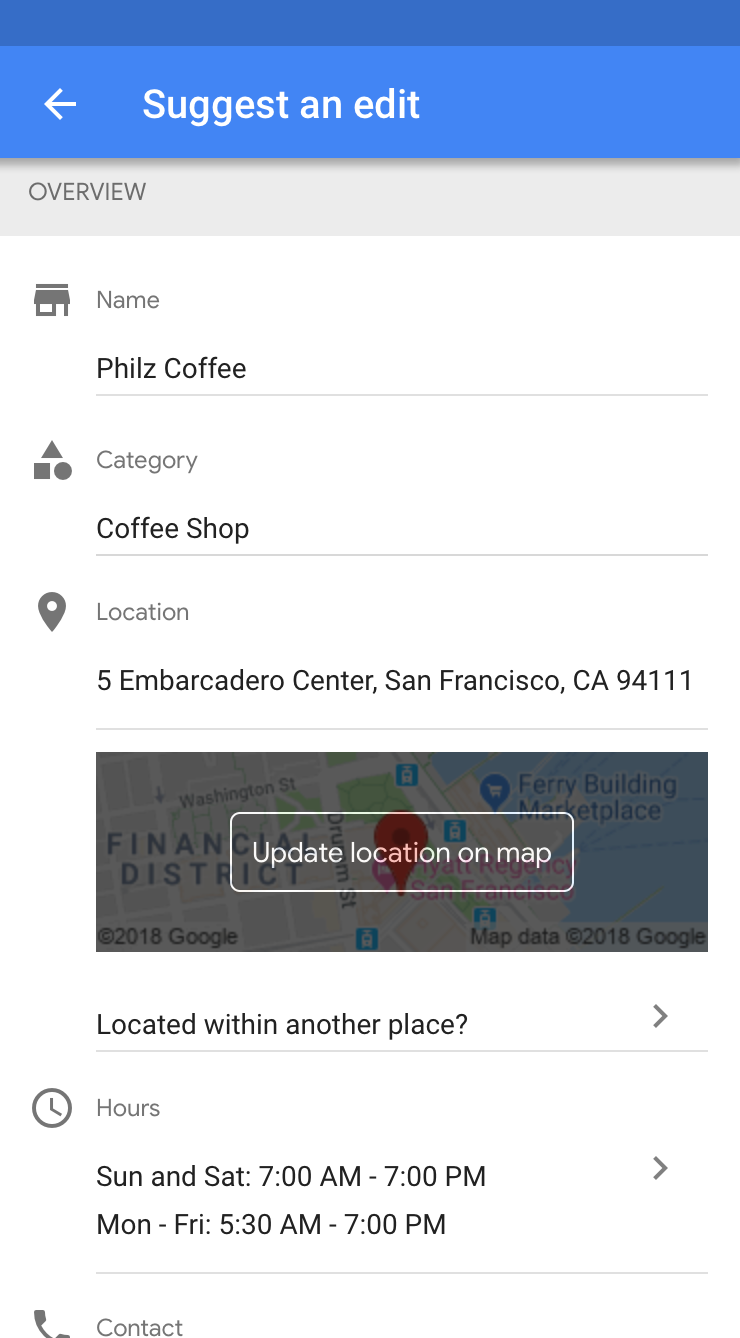 Suggest an edit
OVERVIEW
Name
Philz Coffee
Category
Coffee Shop
Location
5 Embarcadero Center, San Francisco, CA 94111
Washington St
Ferry Building
Marketplace
FINANCIAL
DISTRICT
Drumm St
Update location on map
Hyatt Regency
San Francisco
©2018 Google
Map data ©2018 Google
Located within another place?
Hours
Sun and Sat: 7:00 AM - 7:00 PM
Mon - Fri: 5:30 AM - 7:00 PM
Contact